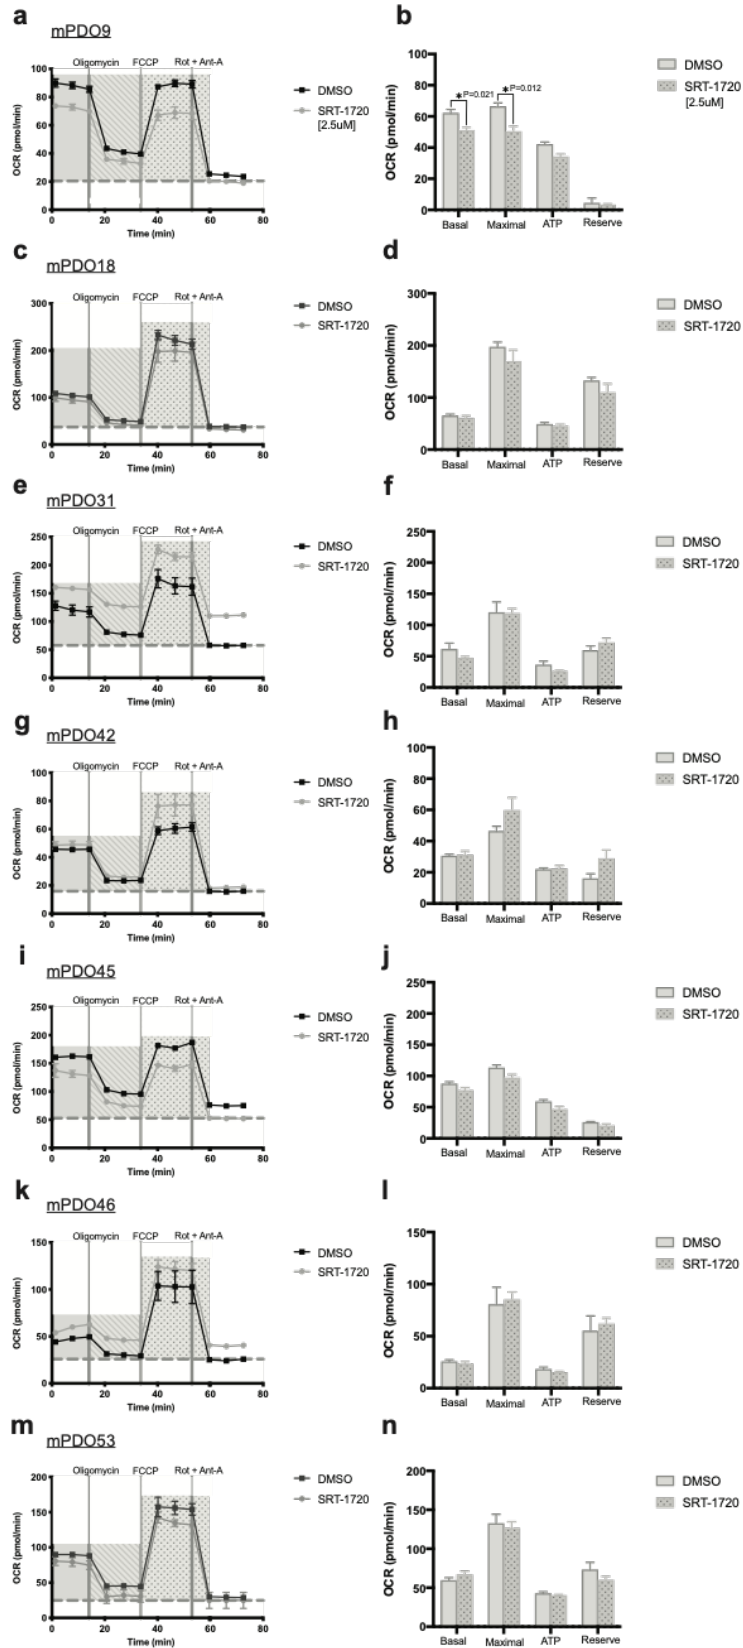 a
mPDO9
Oligomycin FCCP Rot + Ant-A
100
80
60
40
20
0
OCR (pmol/min)
0 20 40 60 80
Time (min)
DMSO
SRT-1720
[2.5uM]
b
100
80
60
40
20
0
OCR (pmol/min)
* P=0.021
* P=0.012
Basal Maximal ATP Reserve
DMSO
SRT-1720
[2.5uM]
c
mPDO18
Oligomycin FCCP Rot + Ant-A
300
200
100
0
OCR (pmol/min)
0 20 40 60 80
Time (min)
DMSO
SRT-1720
d
300
200
100
0
OCR (pmol/min)
Basal Maximal ATP Reserve
DMSO
SRT-1720
e
mPDO31
Oligomycin FCCP Rot + Ant-A
250
200
150
100
50
0
OCR (pmol/min)
0 20 40 60 80
Time (min)
DMSO
SRT-1720
f
250
200
150
100
50
0
OCR (pmol/min)
Basal Maximal ATP Reserve
DMSO
SRT-1720
g
mPDO42
Oligomycin FCCP Rot + Ant-A
100
80
60
40
20
0
OCR (pmol/min)
0 20 40 60 80
Time (min)
DMSO
SRT-1720
h
100
80
60
40
20
0
OCR (pmol/min)
Basal Maximal ATP Reserve
DMSO
SRT-1720
i
mPDO45
Oligomycin FCCP Rot + Ant-A
250
200
150
100
50
0
OCR (pmol/min)
0 20 40 60 80
Time (min)
DMSO
SRT-1720
j
250
200
150
100
50
0
OCR (pmol/min)
Basal Maximal ATP Reserve
DMSO
SRT-1720
k
mPDO46
Oligomycin FCCP Rot + Ant-A
150
100
50
0
OCR (pmol/min)
0 20 40 60 80
Time (min)
DMSO
SRT-1720
l
150
100
50
0
OCR (pmol/min)
Basal Maximal ATP Reserve
DMSO
SRT-1720
m
mPDO53
Oligomycin FCCP Rot + Ant-A
200
150
100
50
0
OCR (pmol/min)
0 20 40 60 80
Time (min)
DMSO
SRT-1720
n
200
150
100
50
0
OCR (pmol/min)
Basal Maximal ATP Reserve
DMSO
SRT-1720